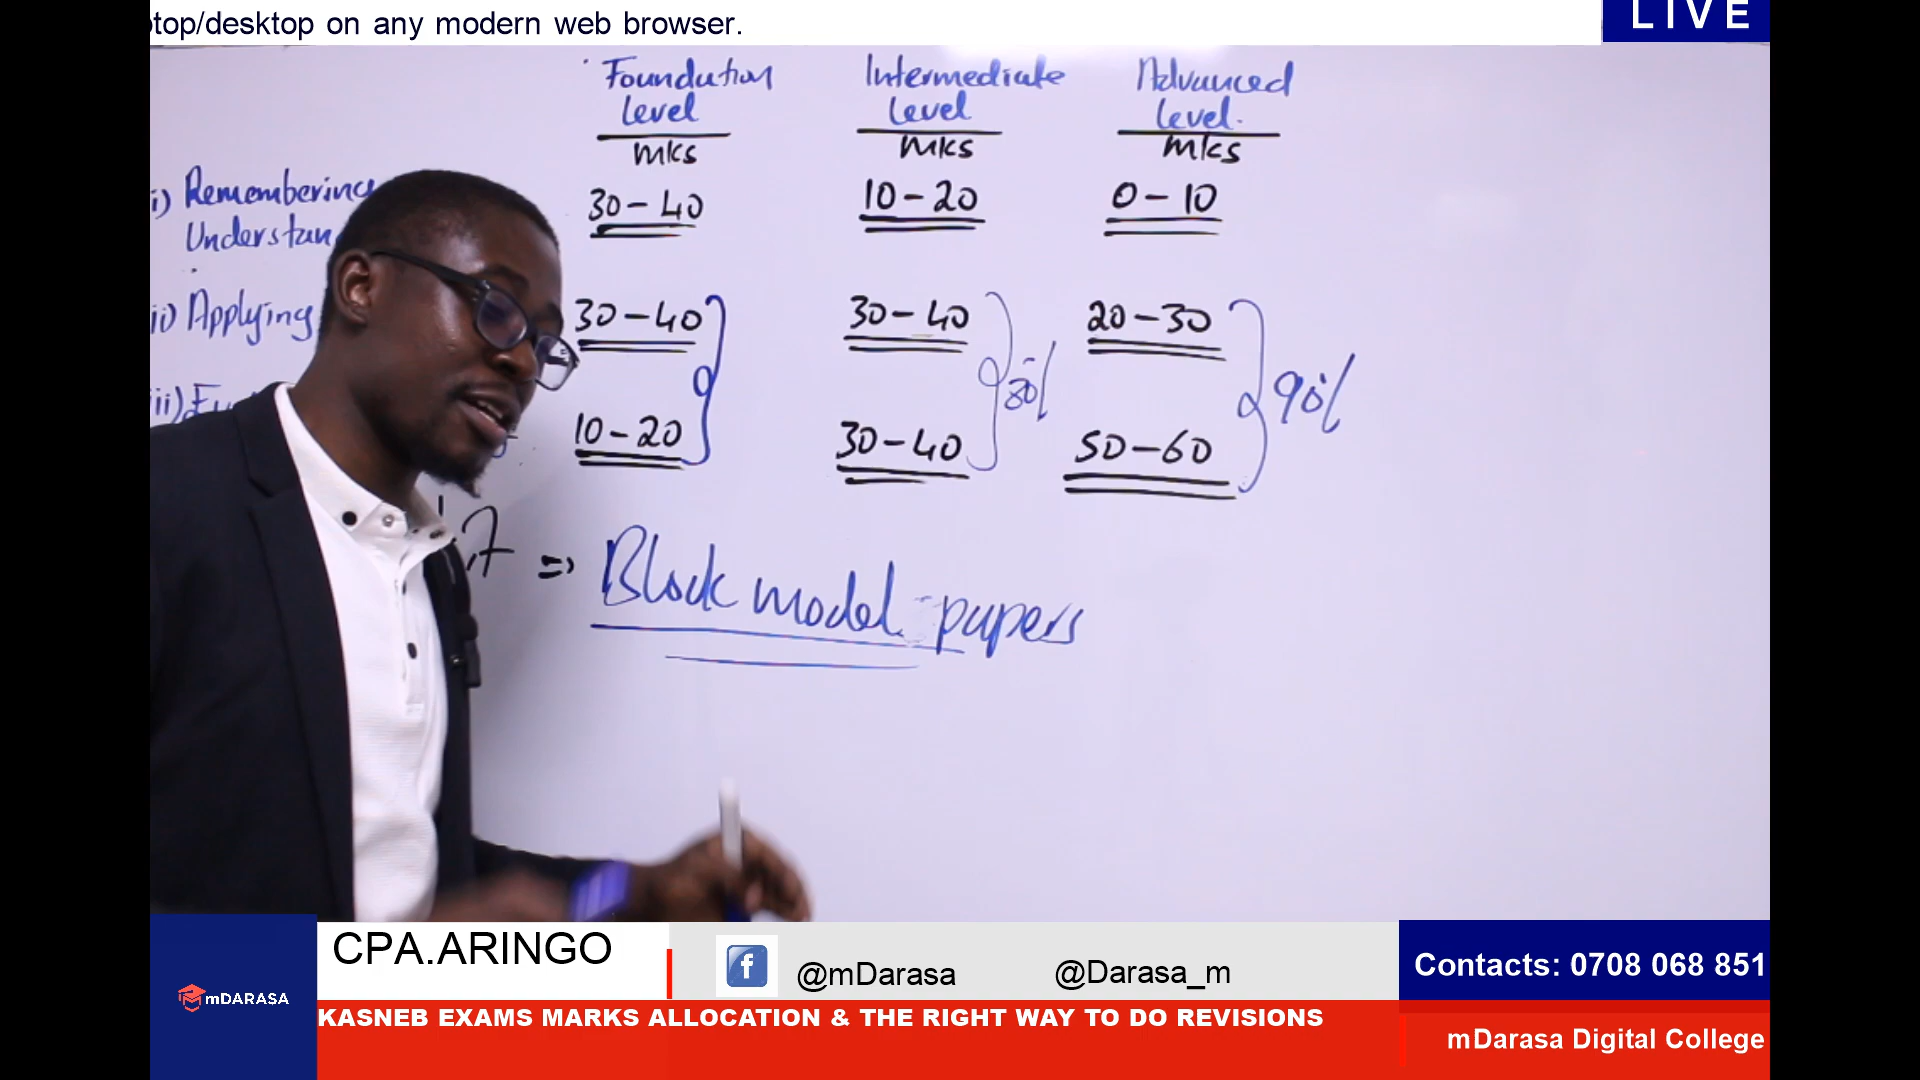 top/desktop on any modern web browser.
LIVE
Foundation Level
Intermediate Level
Advanced Level.
mks
mks
mks
i) Remembering
Understan
30-40
10-20
0-10
ii) Applying
30-40
30-40
20-30
iii)
80%
90%
10-20
30-40
50-60
=> Block model papers
CPA.ARINGO
f
@mDarasa
@Darasa_m
Contacts: 0708 068 851
mDARASA
KASNEB EXAMS MARKS ALLOCATION & THE RIGHT WAY TO DO REVISIONS
mDarasa Digital College